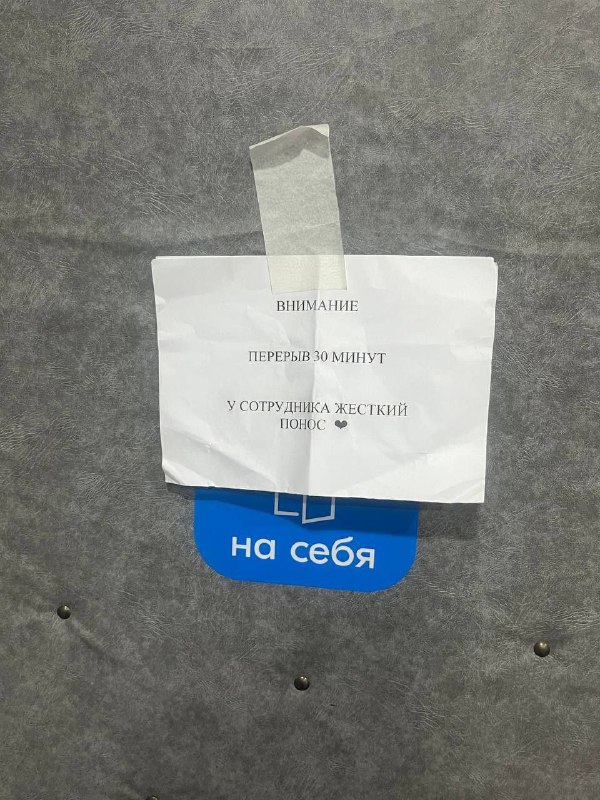 ВНИМАНИЕ
ПЕРЕРЫВ 30 МИНУТ
У СОТРУДНИКА ЖЕСТКИЙ
ПОНОС ❤
на себя